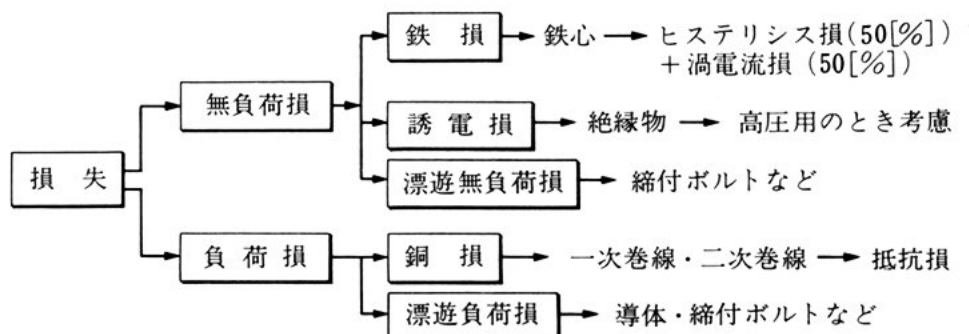 鉄損 鉄心 ヒステリシス損(50[%])
+渦電流損(50[%])
無負荷損
誘電損 絶縁物 高圧用のとき考慮
損失
漂遊無負荷損 締付ボルトなど
負荷損 銅損 一次巻線・二次巻線 抵抗損
漂遊負荷損 導体・締付ボルトなど